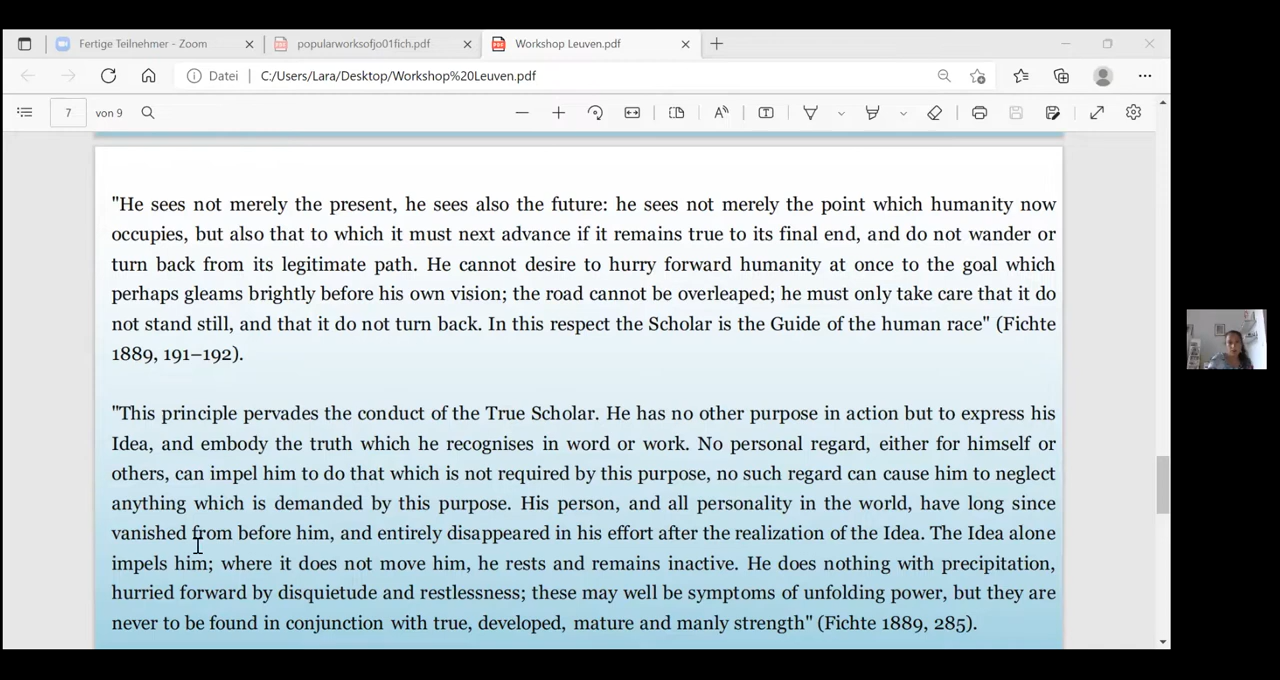 Fertige Teilnehmer - Zoom
popularworksofjo01fich.pdf
Workshop Leuven.pdf
Datei
C:/Users/Lara/Desktop/Workshop%20Leuven.pdf
7
von 9
"He sees not merely the present, he sees also the future: he sees not merely the point which humanity now
occupies, but also that to which it must next advance if it remains true to its final end, and do not wander or
turn back from its legitimate path. He cannot desire to hurry forward humanity at once to the goal which
perhaps gleams brightly before his own vision; the road cannot be overleaped; he must only take care that it do
not stand still, and that it do not turn back. In this respect the Scholar is the Guide of the human race" (Fichte
1889, 191–192).
"This principle pervades the conduct of the True Scholar. He has no other purpose in action but to express his
Idea, and embody the truth which he recognises in word or work. No personal regard, either for himself or
others, can impel him to do that which is not required by this purpose, no such regard can cause him to neglect
anything which is demanded by this purpose. His person, and all personality in the world, have long since
vanished from before him, and entirely disappeared in his effort after the realization of the Idea. The Idea alone
impels him; where it does not move him, he rests and remains inactive. He does nothing with precipitation,
hurried forward by disquietude and restlessness; these may well be symptoms of unfolding power, but they are
never to be found in conjunction with true, developed, mature and manly strength" (Fichte 1889, 285).